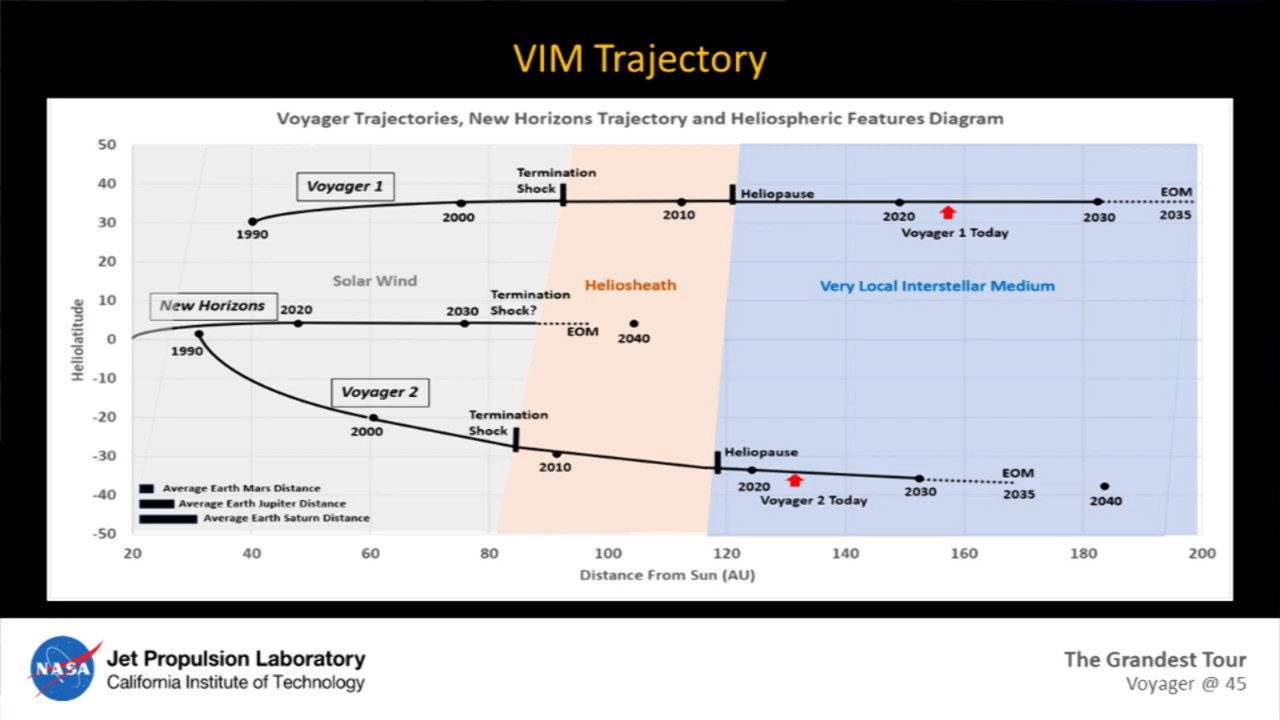 VIM Trajectory
Voyager Trajectories, New Horizons Trajectory and Heliospheric Features Diagram
50
40
30
20
10
0
-10
-20
-30
-40
-50
Heliolatitude
Voyager 1
1990
2000
Termination
Shock
2010
Heliopause
2020
Voyager 1 Today
2030
EOM
2035
Solar Wind
Heliosheath
Very Local Interstellar Medium
New Horizons
2020
2030
Termination
Shock?
EOM
2040
1990
Voyager 2
2000
Termination
Shock
2010
Heliopause
2020
Voyager 2 Today
2030
EOM
2035
2040
Average Earth Mars Distance
Average Earth Jupiter Distance
Average Earth Saturn Distance
20 40 60 80 100 120 140 160 180 200
Distance From Sun (AU)
NASA
Jet Propulsion Laboratory
California Institute of Technology
The Grandest Tour
Voyager @ 45